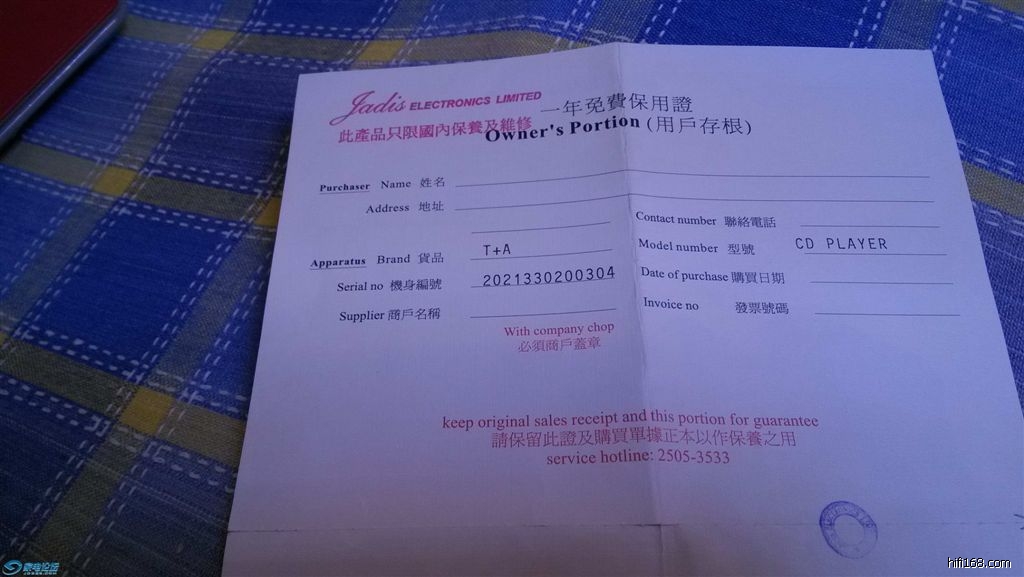 Jadis ELECTRONICS LIMITED
一年免費保用證
此產品只限國內保養及維修
Owner's Portion (用戶存根)
Purchaser Name 姓名
Address 地址
Contact number 聯絡電話
Apparatus Brand 貨品 T+A
Model number 型號 CD PLAYER
Serial no 機身編號 2021330200304
Date of purchase 購買日期
Supplier 商戶名稱
Invoice no 發票號碼
With company chop
必須商戶蓋章
keep original sales receipt and this portion for guarantee
請保留此證及購買單據正本以作保養之用
service hotline: 2505-3533
家电论坛
hifi168.com